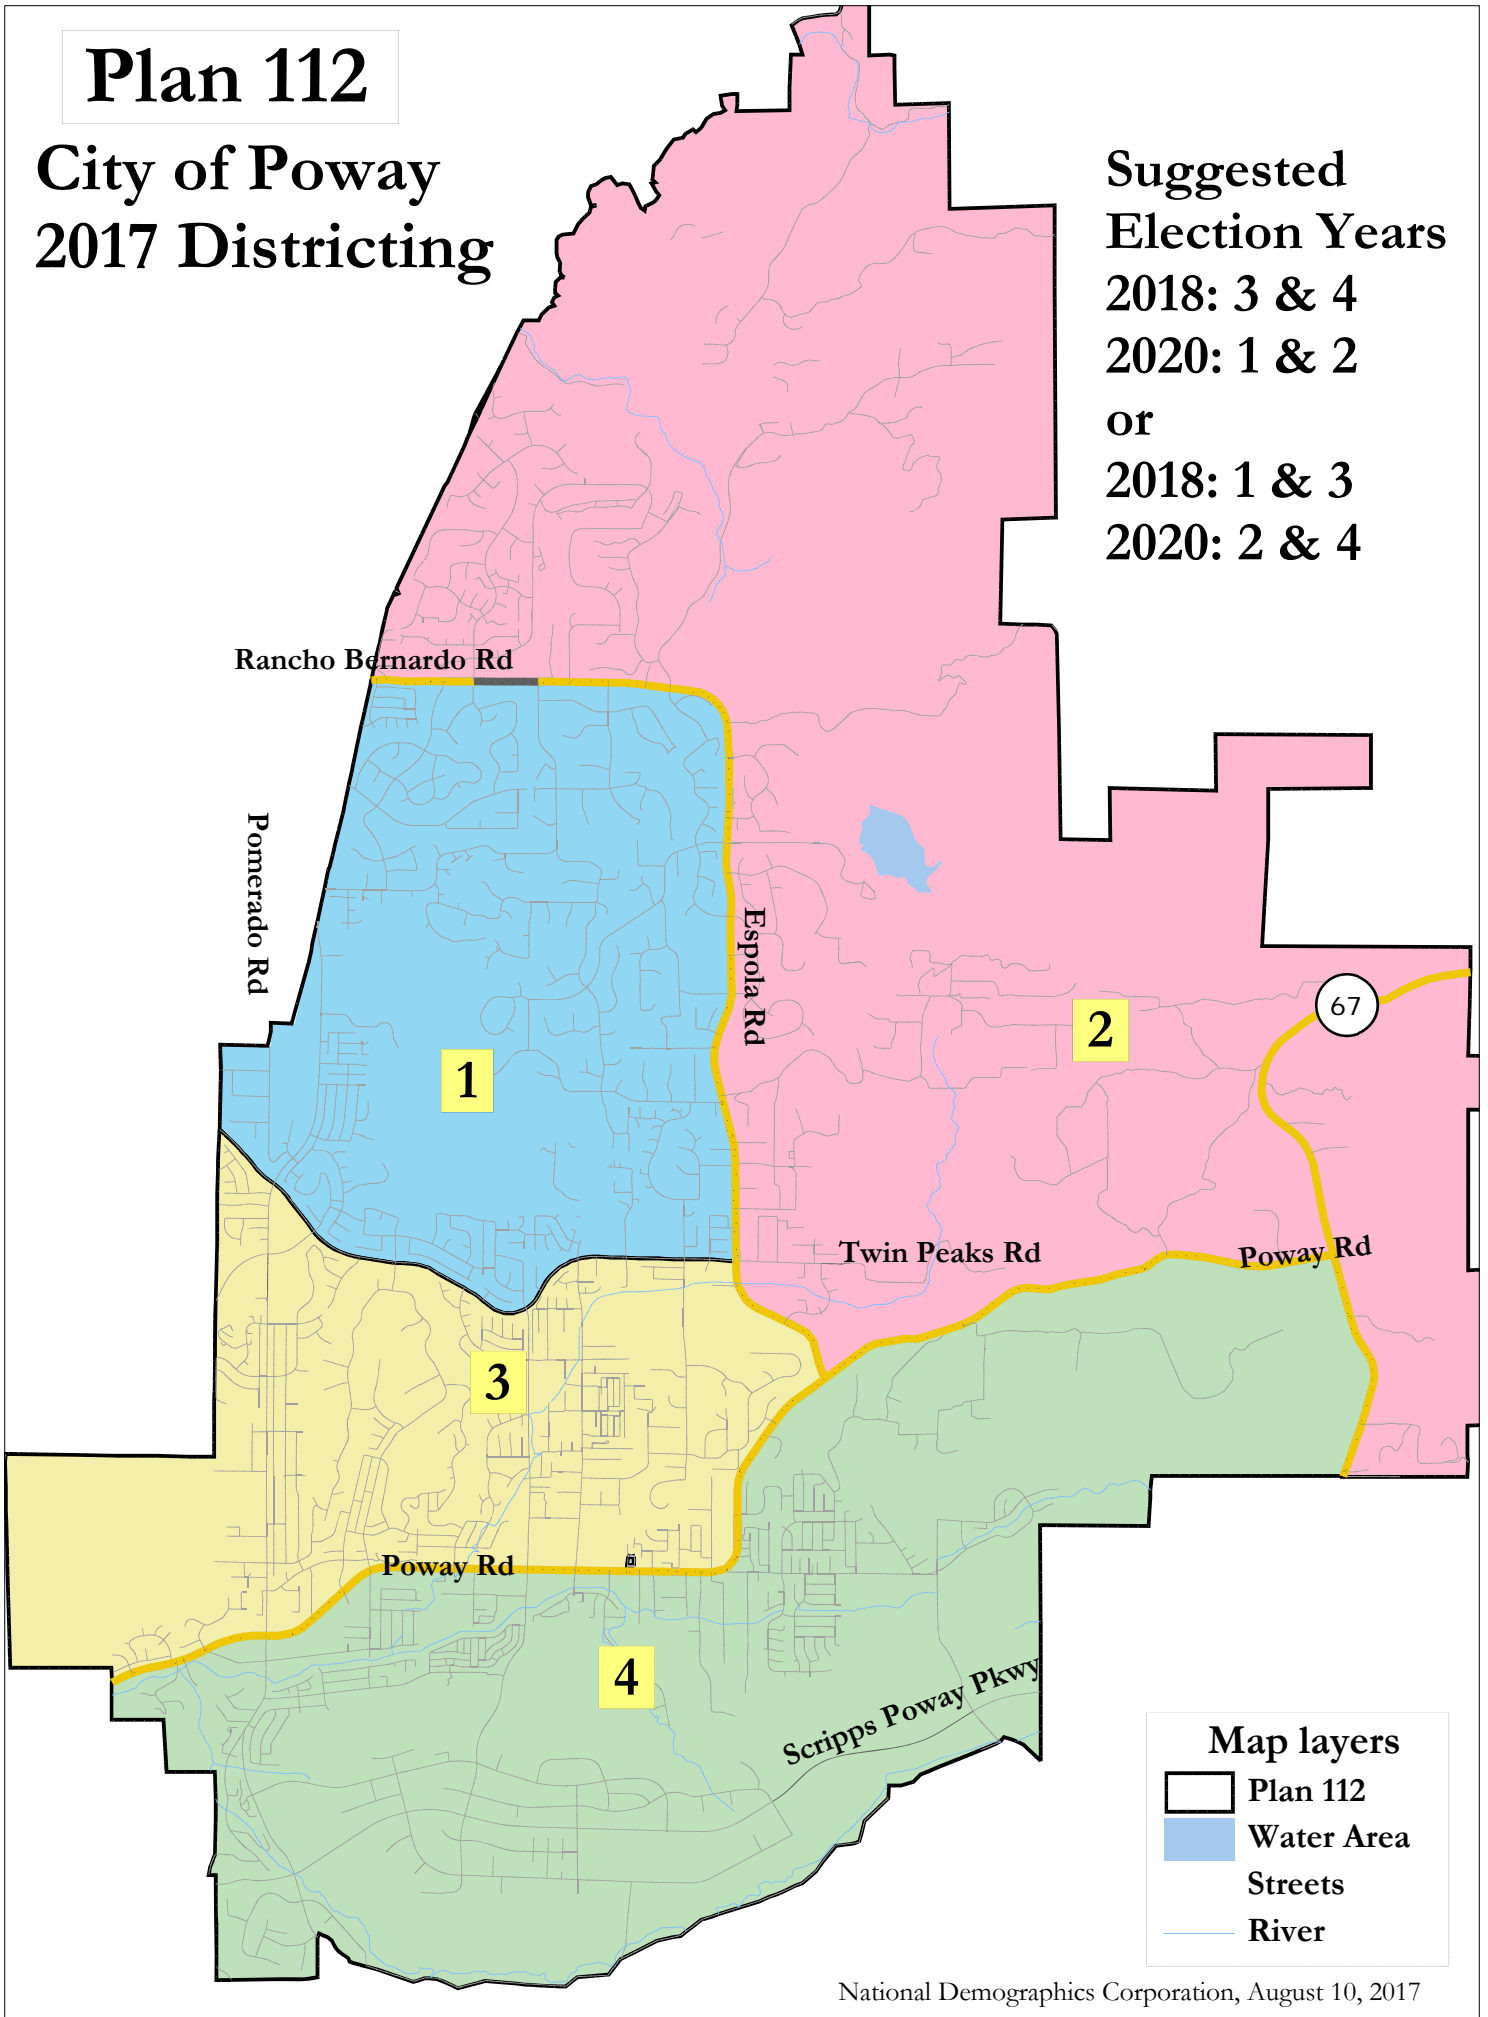 Plan 112
City of Poway
2017 Districting
Suggested
Election Years
2018: 3 & 4
2020: 1 & 2
or
2018: 1 & 3
2020: 2 & 4
Rancho Bernardo Rd
Pomerado Rd
Espola Rd
67
2
1
Twin Peaks Rd
Poway Rd
3
Poway Rd
4
Scripps Poway Pkwy
Map layers
Plan 112
Water Area
Streets
River
National Demographics Corporation, August 10, 2017